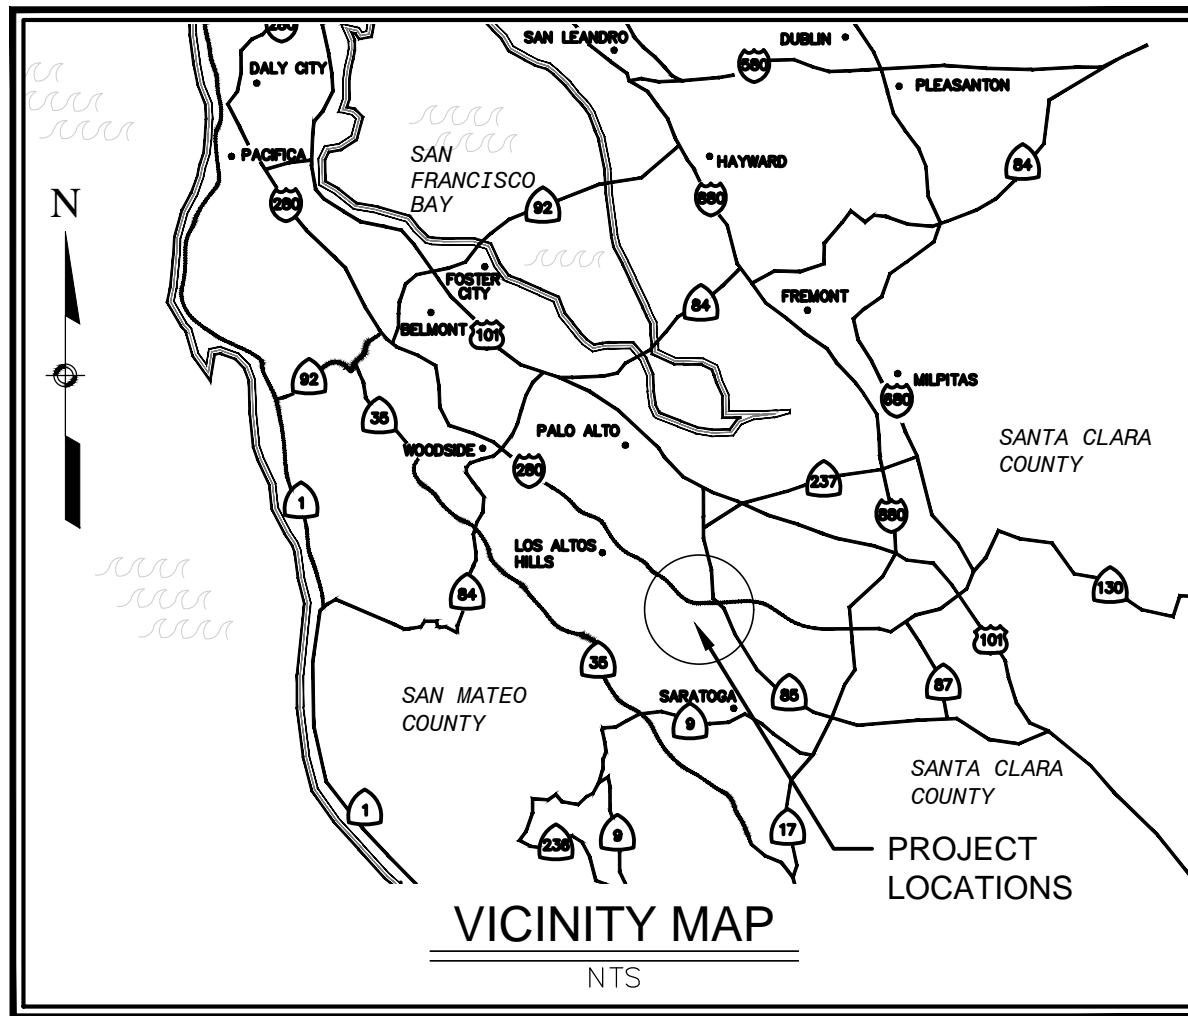 280
SAN LEANDRO
DUBLIN
580
DALY CITY
PLEASANTON
SAN
FRANCISCO
BAY
PACIFICA
HAYWARD
84
N
280
92
880
FOSTER
CITY
84
FREMONT
BELMONT
101
92
MILPITAS
680
35
PALO ALTO
WOODSIDE
SANTA CLARA
COUNTY
280
237
1
880
LOS ALTOS
HILLS
84
130
101
35
SAN MATEO
COUNTY
SARATOGA
85
87
9
SANTA CLARA
COUNTY
1
9
236
17
PROJECT
LOCATIONS
VICINITY MAP
NTS